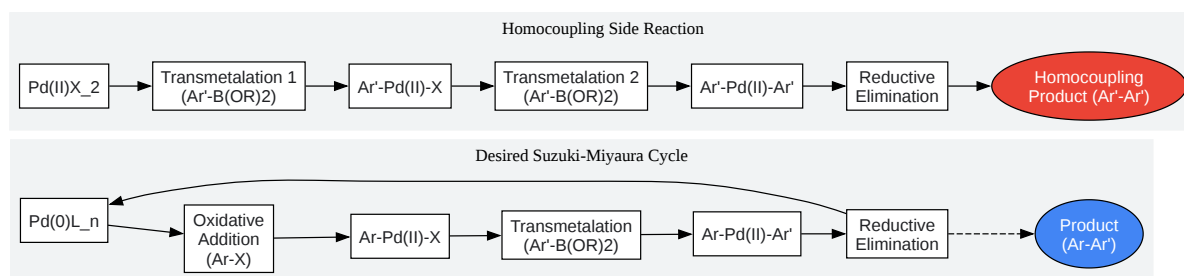 Homocoupling Side Reaction
Pd(II)X_2
Transmetalation 1
(Ar'-B(OR)2)
Ar'-Pd(II)-X
Transmetalation 2
(Ar'-B(OR)2)
Ar'-Pd(II)-Ar'
Reductive
Elimination
Homocoupling
Product (Ar'-Ar')
Desired Suzuki-Miyaura Cycle
Pd(0)L_n
Oxidative
Addition
(Ar-X)
Ar-Pd(II)-X
Transmetalation
(Ar'-B(OR)2)
Ar-Pd(II)-Ar'
Reductive
Elimination
Product
(Ar-Ar')